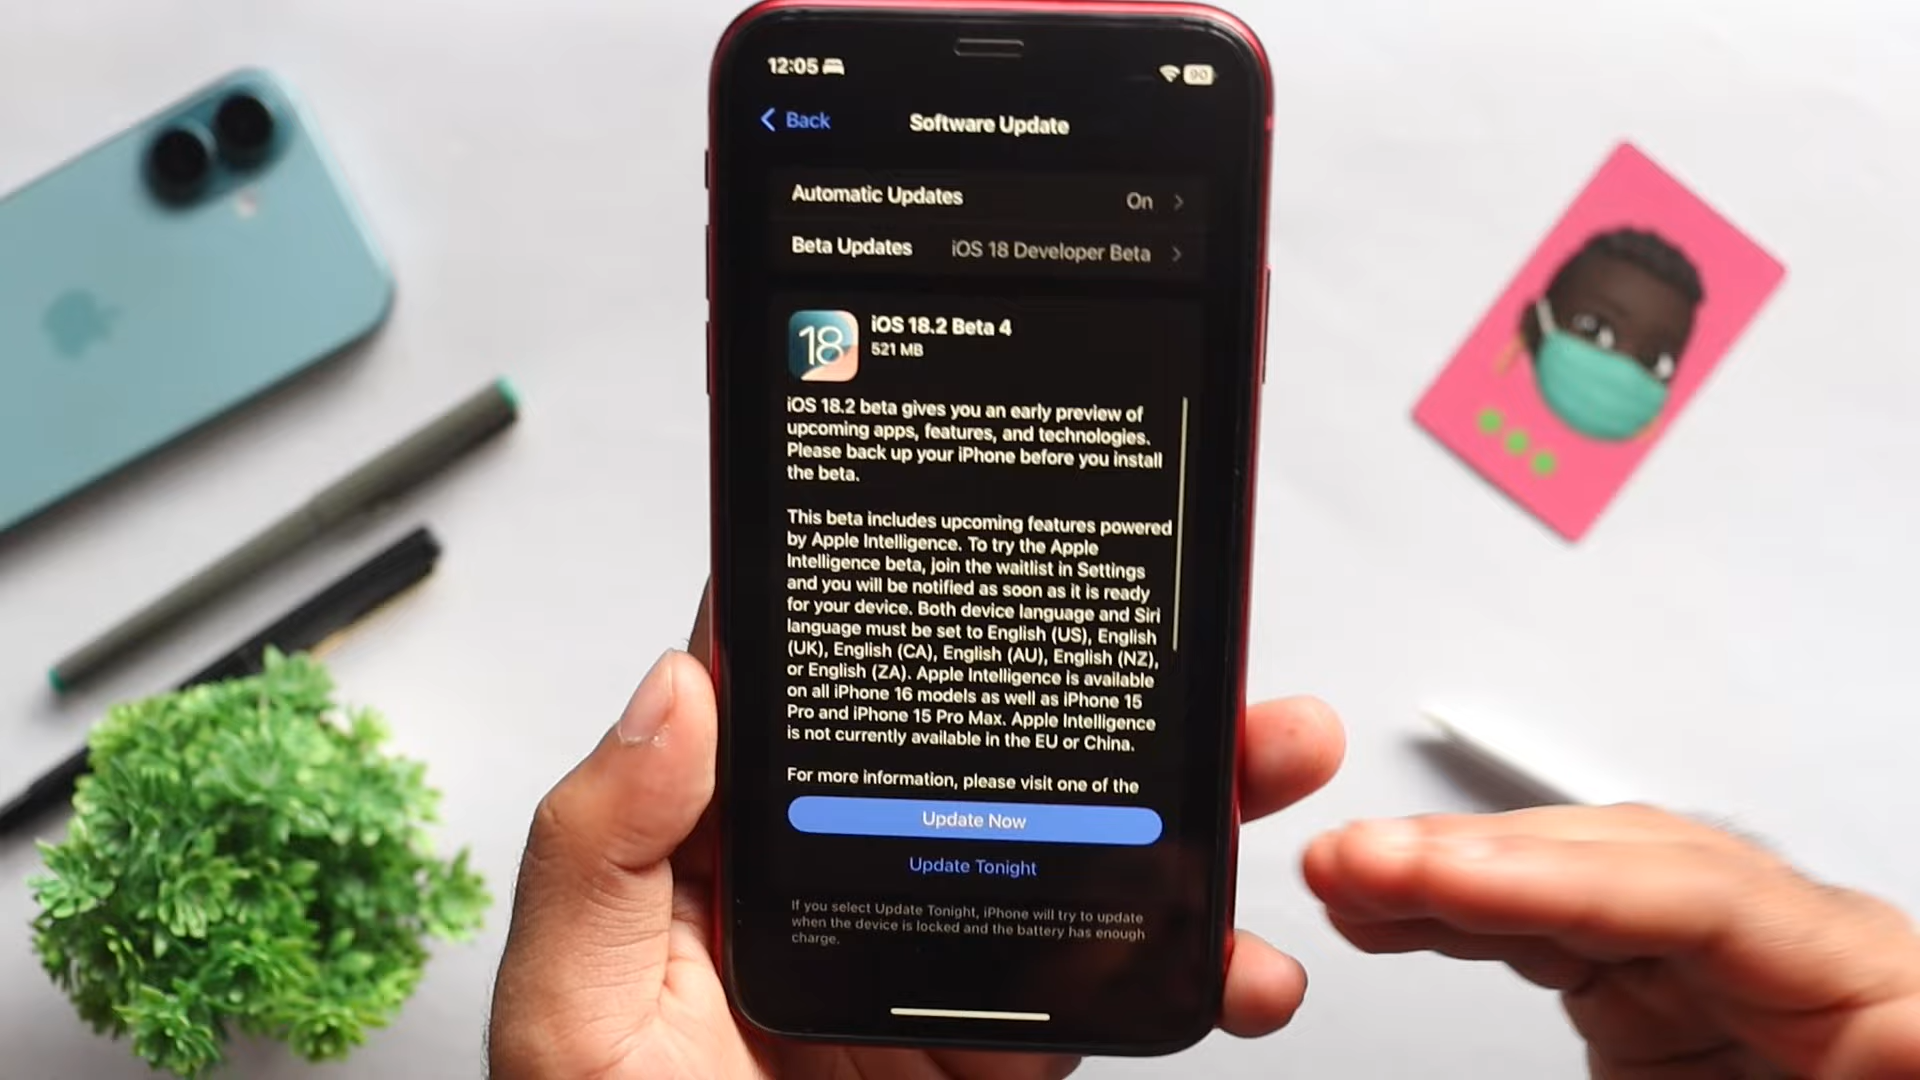 12:05
90
Back
Software Update
Automatic Updates On
Beta Updates iOS 18 Developer Beta
18
iOS 18.2 Beta 4
521 MB
iOS 18.2 beta gives you an early preview of
upcoming apps, features, and technologies.
Please back up your iPhone before you install
the beta.
This beta includes upcoming features powered
by Apple Intelligence. To try the Apple
Intelligence beta, join the waitlist in Settings
and you will be notified as soon as it is ready
for your device. Both device language and Siri
language must be set to English (US), English
(UK), English (CA), English (AU), English (NZ),
or English (ZA). Apple Intelligence is available
on all iPhone 16 models as well as iPhone 15
Pro and iPhone 15 Pro Max. Apple Intelligence
is not currently available in the EU or China.
For more information, please visit one of the
Update Now
Update Tonight
If you select Update Tonight, iPhone will try to update
when the device is locked and the battery has enough
charge.